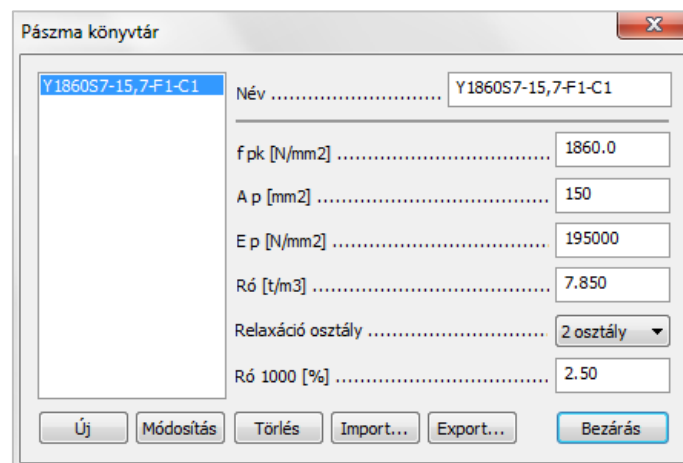 Pászma könyvtár
Y1860S7-15,7-F1-C1
Név ............................ Y1860S7-15,7-F1-C1
f pk [N/mm2] ................................... 1860.0
A p [mm2] ....................................... 150
E p [N/mm2] .................................... 195000
Ró [t/m3] ........................................ 7.850
Relaxáció osztály .............................. 2 osztály
Ró 1000 [%] .................................... 2.50
Új Módosítás Törlés Import... Export... Bezárás